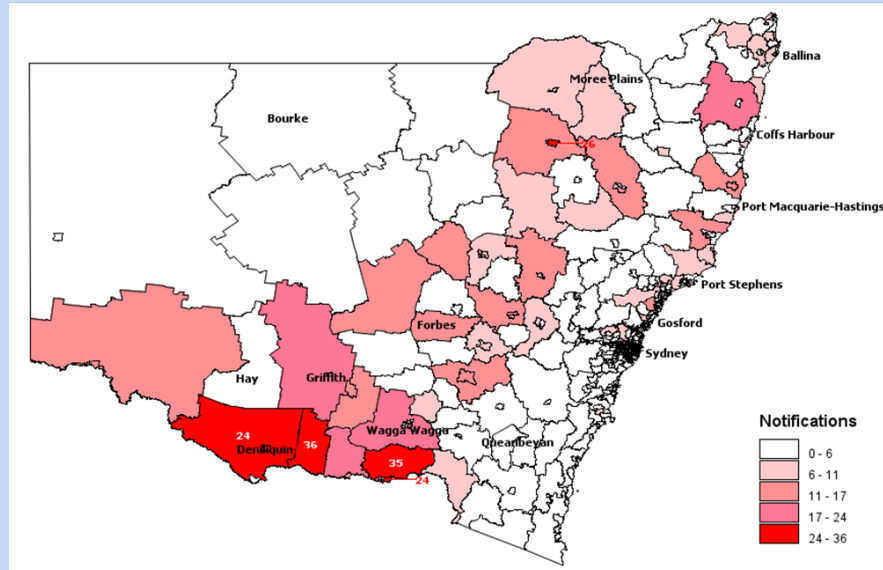 Ballina
Moree Plains
Bourke
Coffs Harbour
26
Port Macquarie-Hastings
Port Stephens
Forbes
Gosford
Sydney
Hay
Griffith
Notifications
24
Wagga Wagga
36
Deniliquin
Queanbeyan
35
24
0 - 6
6 - 11
11 - 17
17 - 24
24 - 36